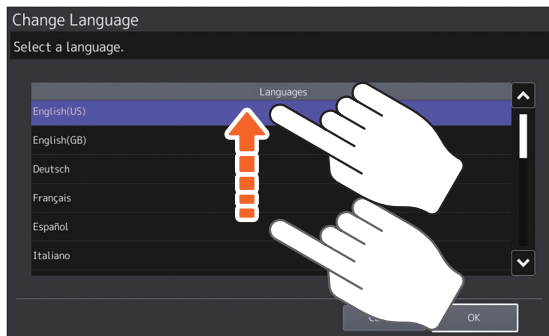 Change Language
Select a language.
Languages
English(US)
English(GB)
Deutsch
Français
Español
Italiano
OK